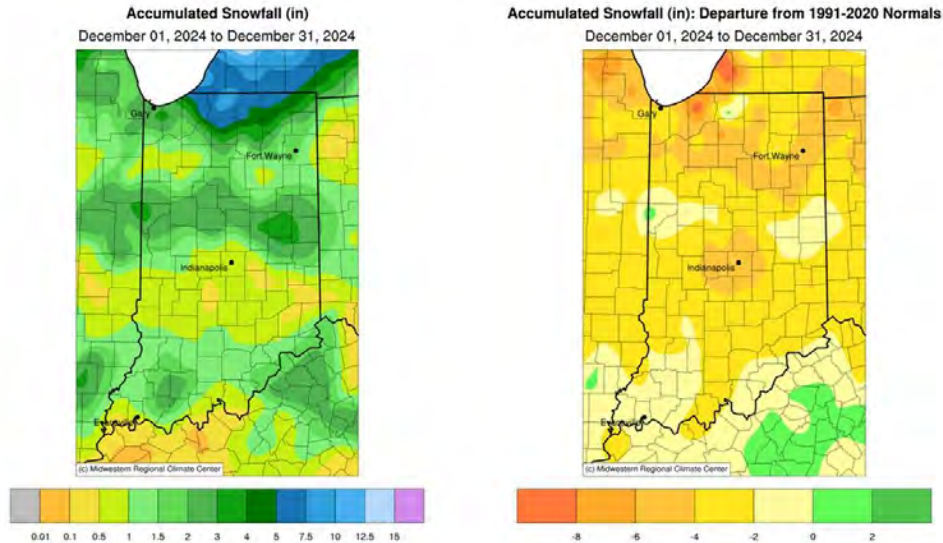 Accumulated Snowfall (in)
December 01, 2024 to December 31, 2024
Gary
Fort Wayne
Indianapolis
Evansville
(c) Midwestern Regional Climate Center
0.01 0.1 0.5 1 1.5 2 3 4 5 7.5 10 12.5 15
Accumulated Snowfall (in): Departure from 1991-2020 Normals
December 01, 2024 to December 31, 2024
Gary
Fort Wayne
Indianapolis
Evansville
(c) Midwestern Regional Climate Center
-8 -6 -4 -2 0 2